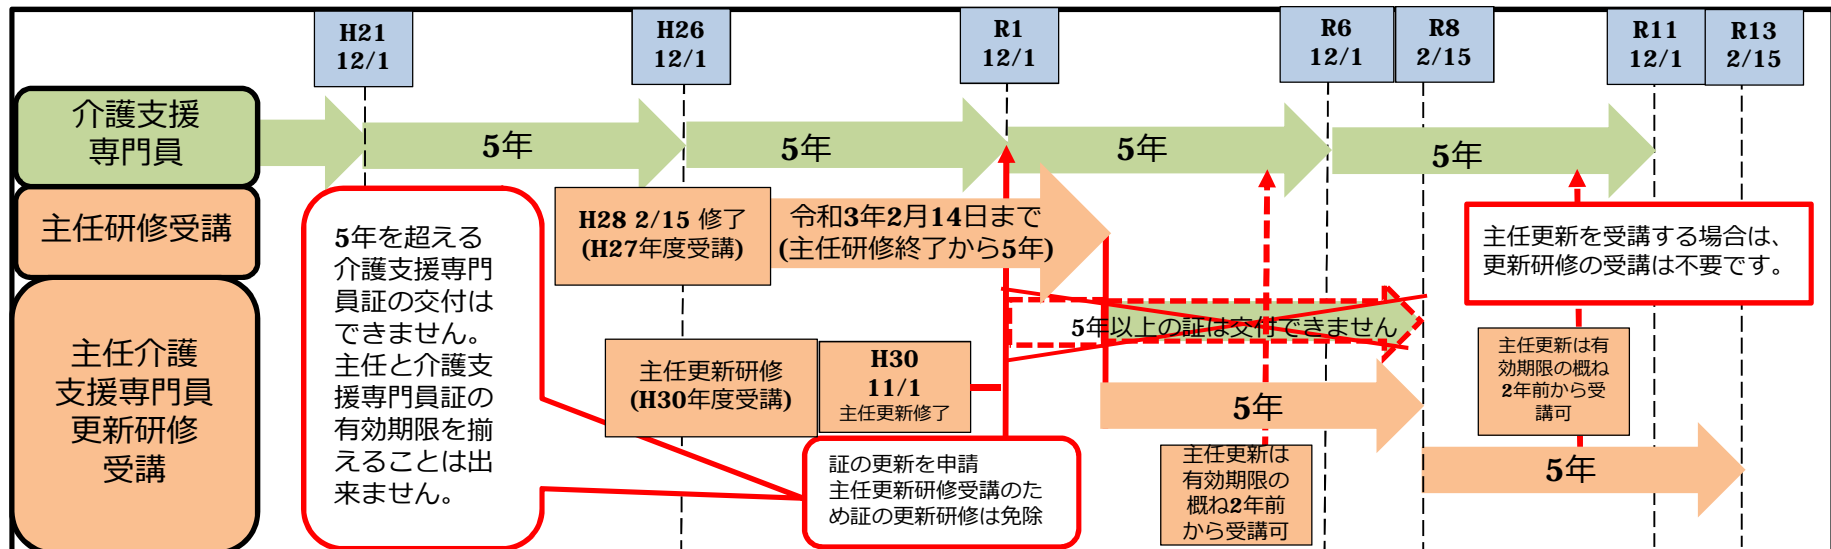 H21
12/1
H26
12/1
R1
12/1
R6
12/1
R8
2/15
R11
12/1
R13
2/15
介護支援
専門員
5年
5年
5年
5年
主任研修受講
H28 2/15 修了
(H27年度受講)
令和3年2月14日まで
(主任研修終了から5年)
主任更新を受講する場合は、
更新研修の受講は不要です。
5年を超える
介護支援専門
員証の交付は
できません。
主任と介護支
援専門員証の
有効期限を揃
えることは出
来ません。
5年以上の証は交付できません
主任介護
支援専門員
更新研修
受講
主任更新研修
(H30年度受講)
H30
11/1
主任更新修了
5年
主任更新は有
効期限の概ね
2年前から受
講可
証の更新を申請
主任更新研修受講のた
め証の更新研修は免除
主任更新は
有効期限の
概ね2年前
から受講可
5年